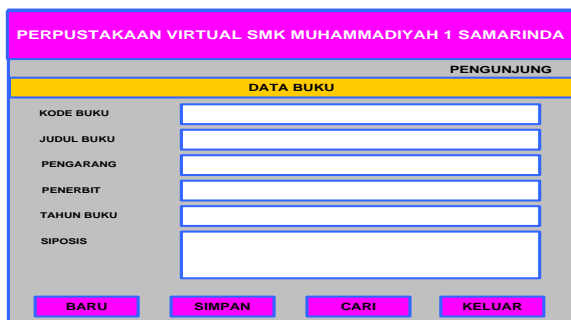 PERPUSTAKAAN VIRTUAL SMK MUHAMMADIYAH 1 SAMARINDA
PENGUNJUNG
DATA BUKU
KODE BUKU
JUDUL BUKU
PENGARANG
PENERBIT
TAHUN BUKU
SIPOSIS
BARU SIMPAN CARI KELUAR